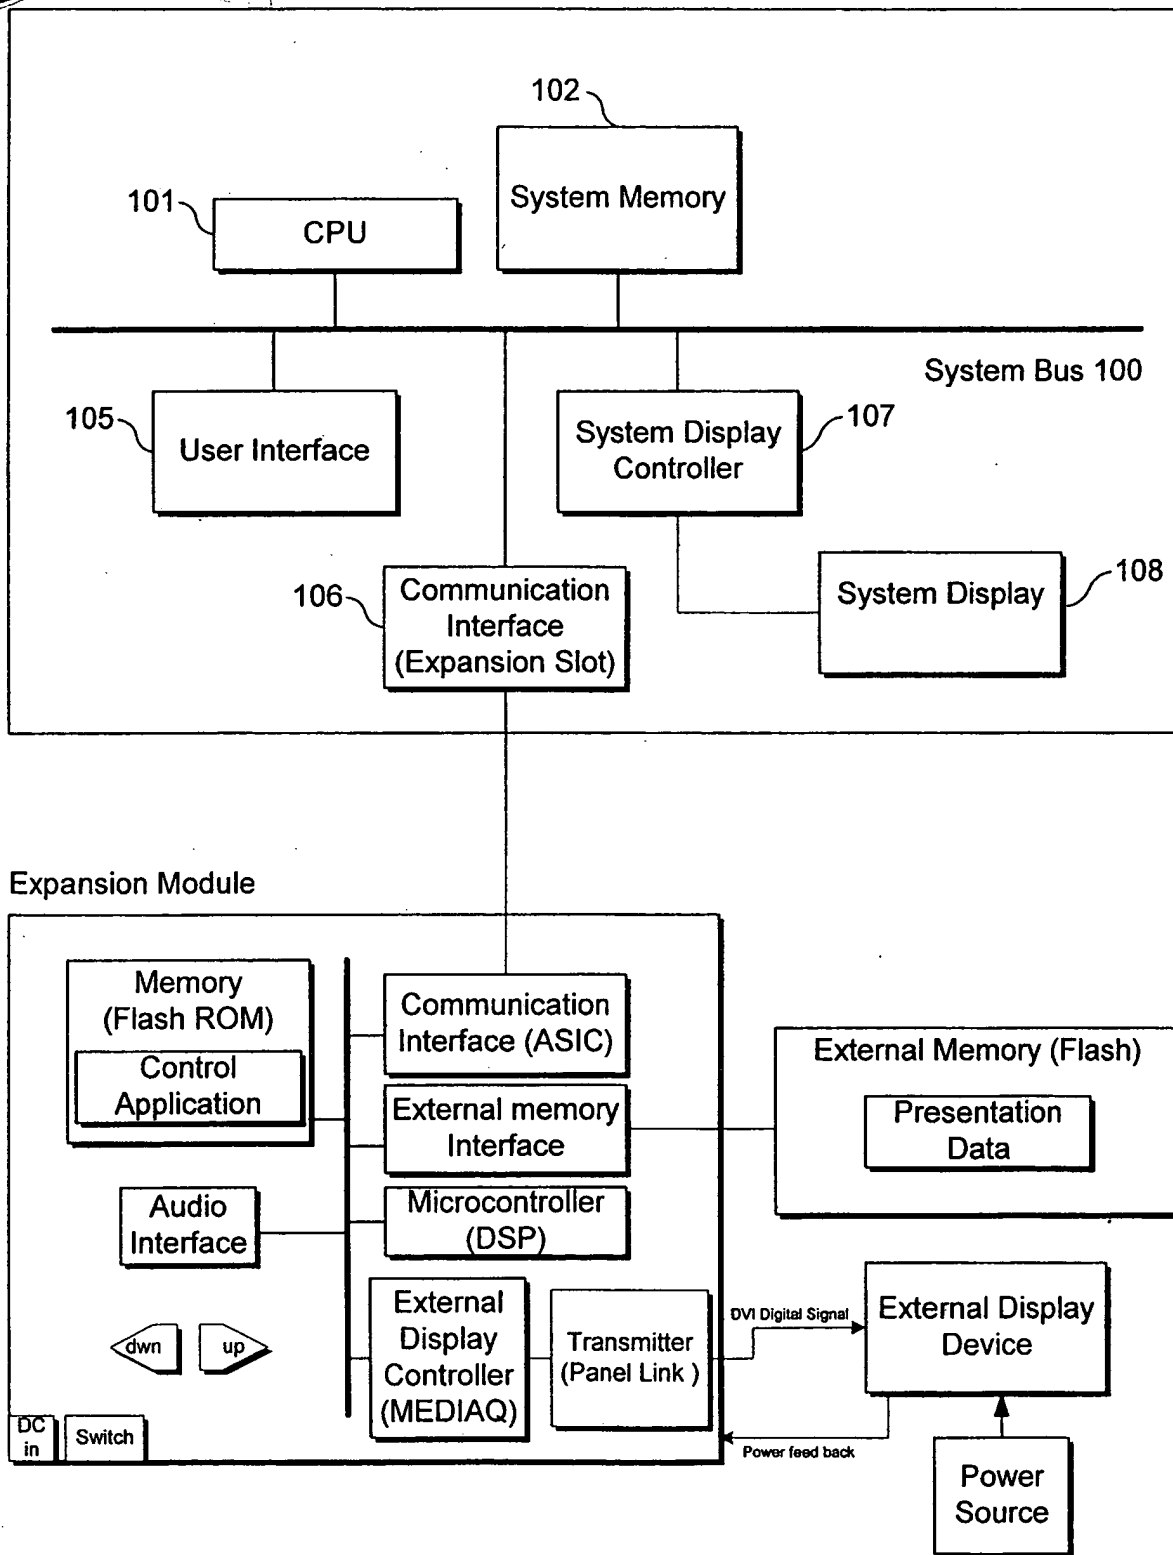 102
System Memory
101
CPU
System Bus 100
105
User Interface
107
System Display
Controller
106
Communication
Interface
(Expansion Slot)
System Display
108
Expansion Module
Memory
(Flash ROM)
Control
Application
Communication
Interface (ASIC)
External memory
Interface
External Memory (Flash)
Presentation
Data
Audio
Interface
Microcontroller
(DSP)
External
Display
Controller
(MEDIAQ)
Transmitter
(Panel Link )
DVI Digital Signal
External Display
Device
dwn
up
DC
in
Switch
Power feed back
Power
Source